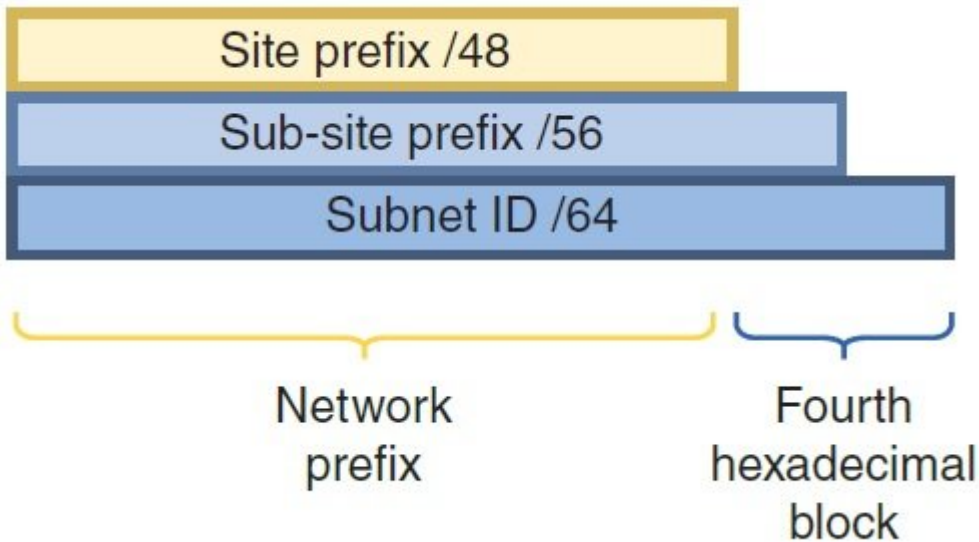 Site prefix /48
Sub-site prefix /56
Subnet ID /64
Network
prefix
Fourth
hexadecimal
block